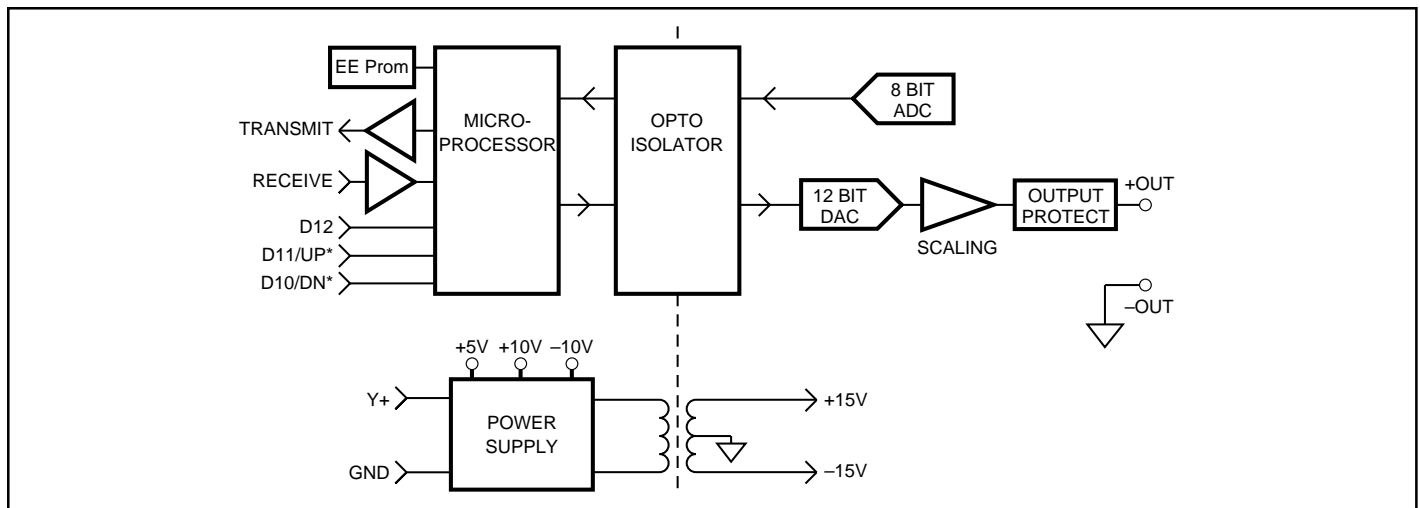 EE Prom
TRANSMIT
RECEIVE
D12
D11/UP*
D10/DN*
MICRO-
PROCESSOR
OPTO
ISOLATOR
8 BIT
ADC
12 BIT
DAC
SCALING
OUTPUT
PROTECT
+OUT
–OUT
+5V +10V –10V
Y+
GND
POWER
SUPPLY
+15V
–15V